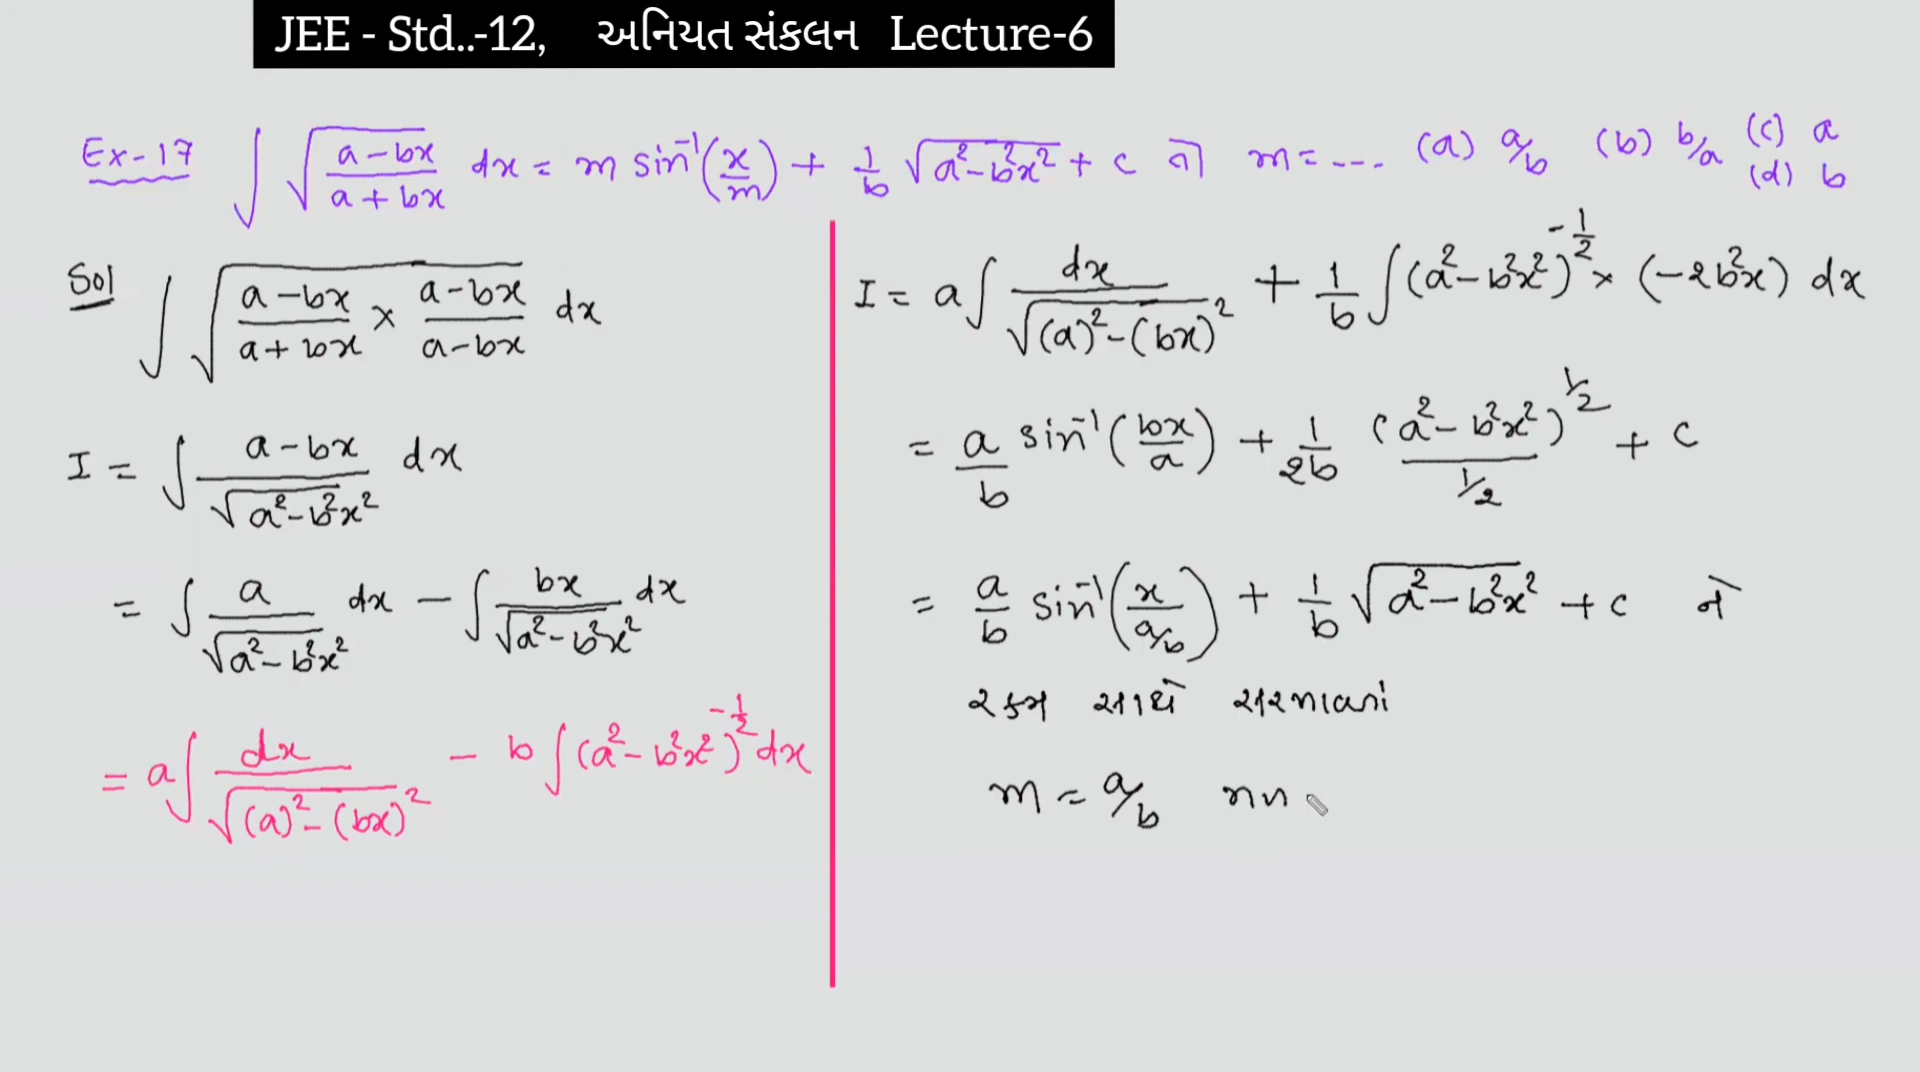 JEE - Std..-12, અનિયત સંકલન Lecture-6
Ex-17 ∫ √((a-bx)/(a+bx)) dx = m sin⁻¹(x/m) + 1/b √(a²-b²x²) + c તો m = --- (a) a/b (b) b/a (c) a (d) b
Sol ∫ √((a-bx)/(a+bx) × (a-bx)/(a-bx)) dx
I = ∫ (a-bx)/√(a²-b²x²) dx
= ∫ a/√(a²-b²x²) dx - ∫ bx/√(a²-b²x²) dx
= a∫ dx/√((a)²-(bx)²) - b∫(a²-b²x²)^(-1/2) dx
I = a∫ dx/√((a)²-(bx)²) + 1/b ∫(a²-b²x²)^(-1/2) × (-2b²x) dx
= a/b sin⁻¹(bx/a) + 1/2b (a²-b²x²)^(1/2)/(1/2) + c
= a/b sin⁻¹(x/(a/b)) + 1/b √(a²-b²x²) + c ને
રકમ સાથે સરખાવતાં
m = a/b